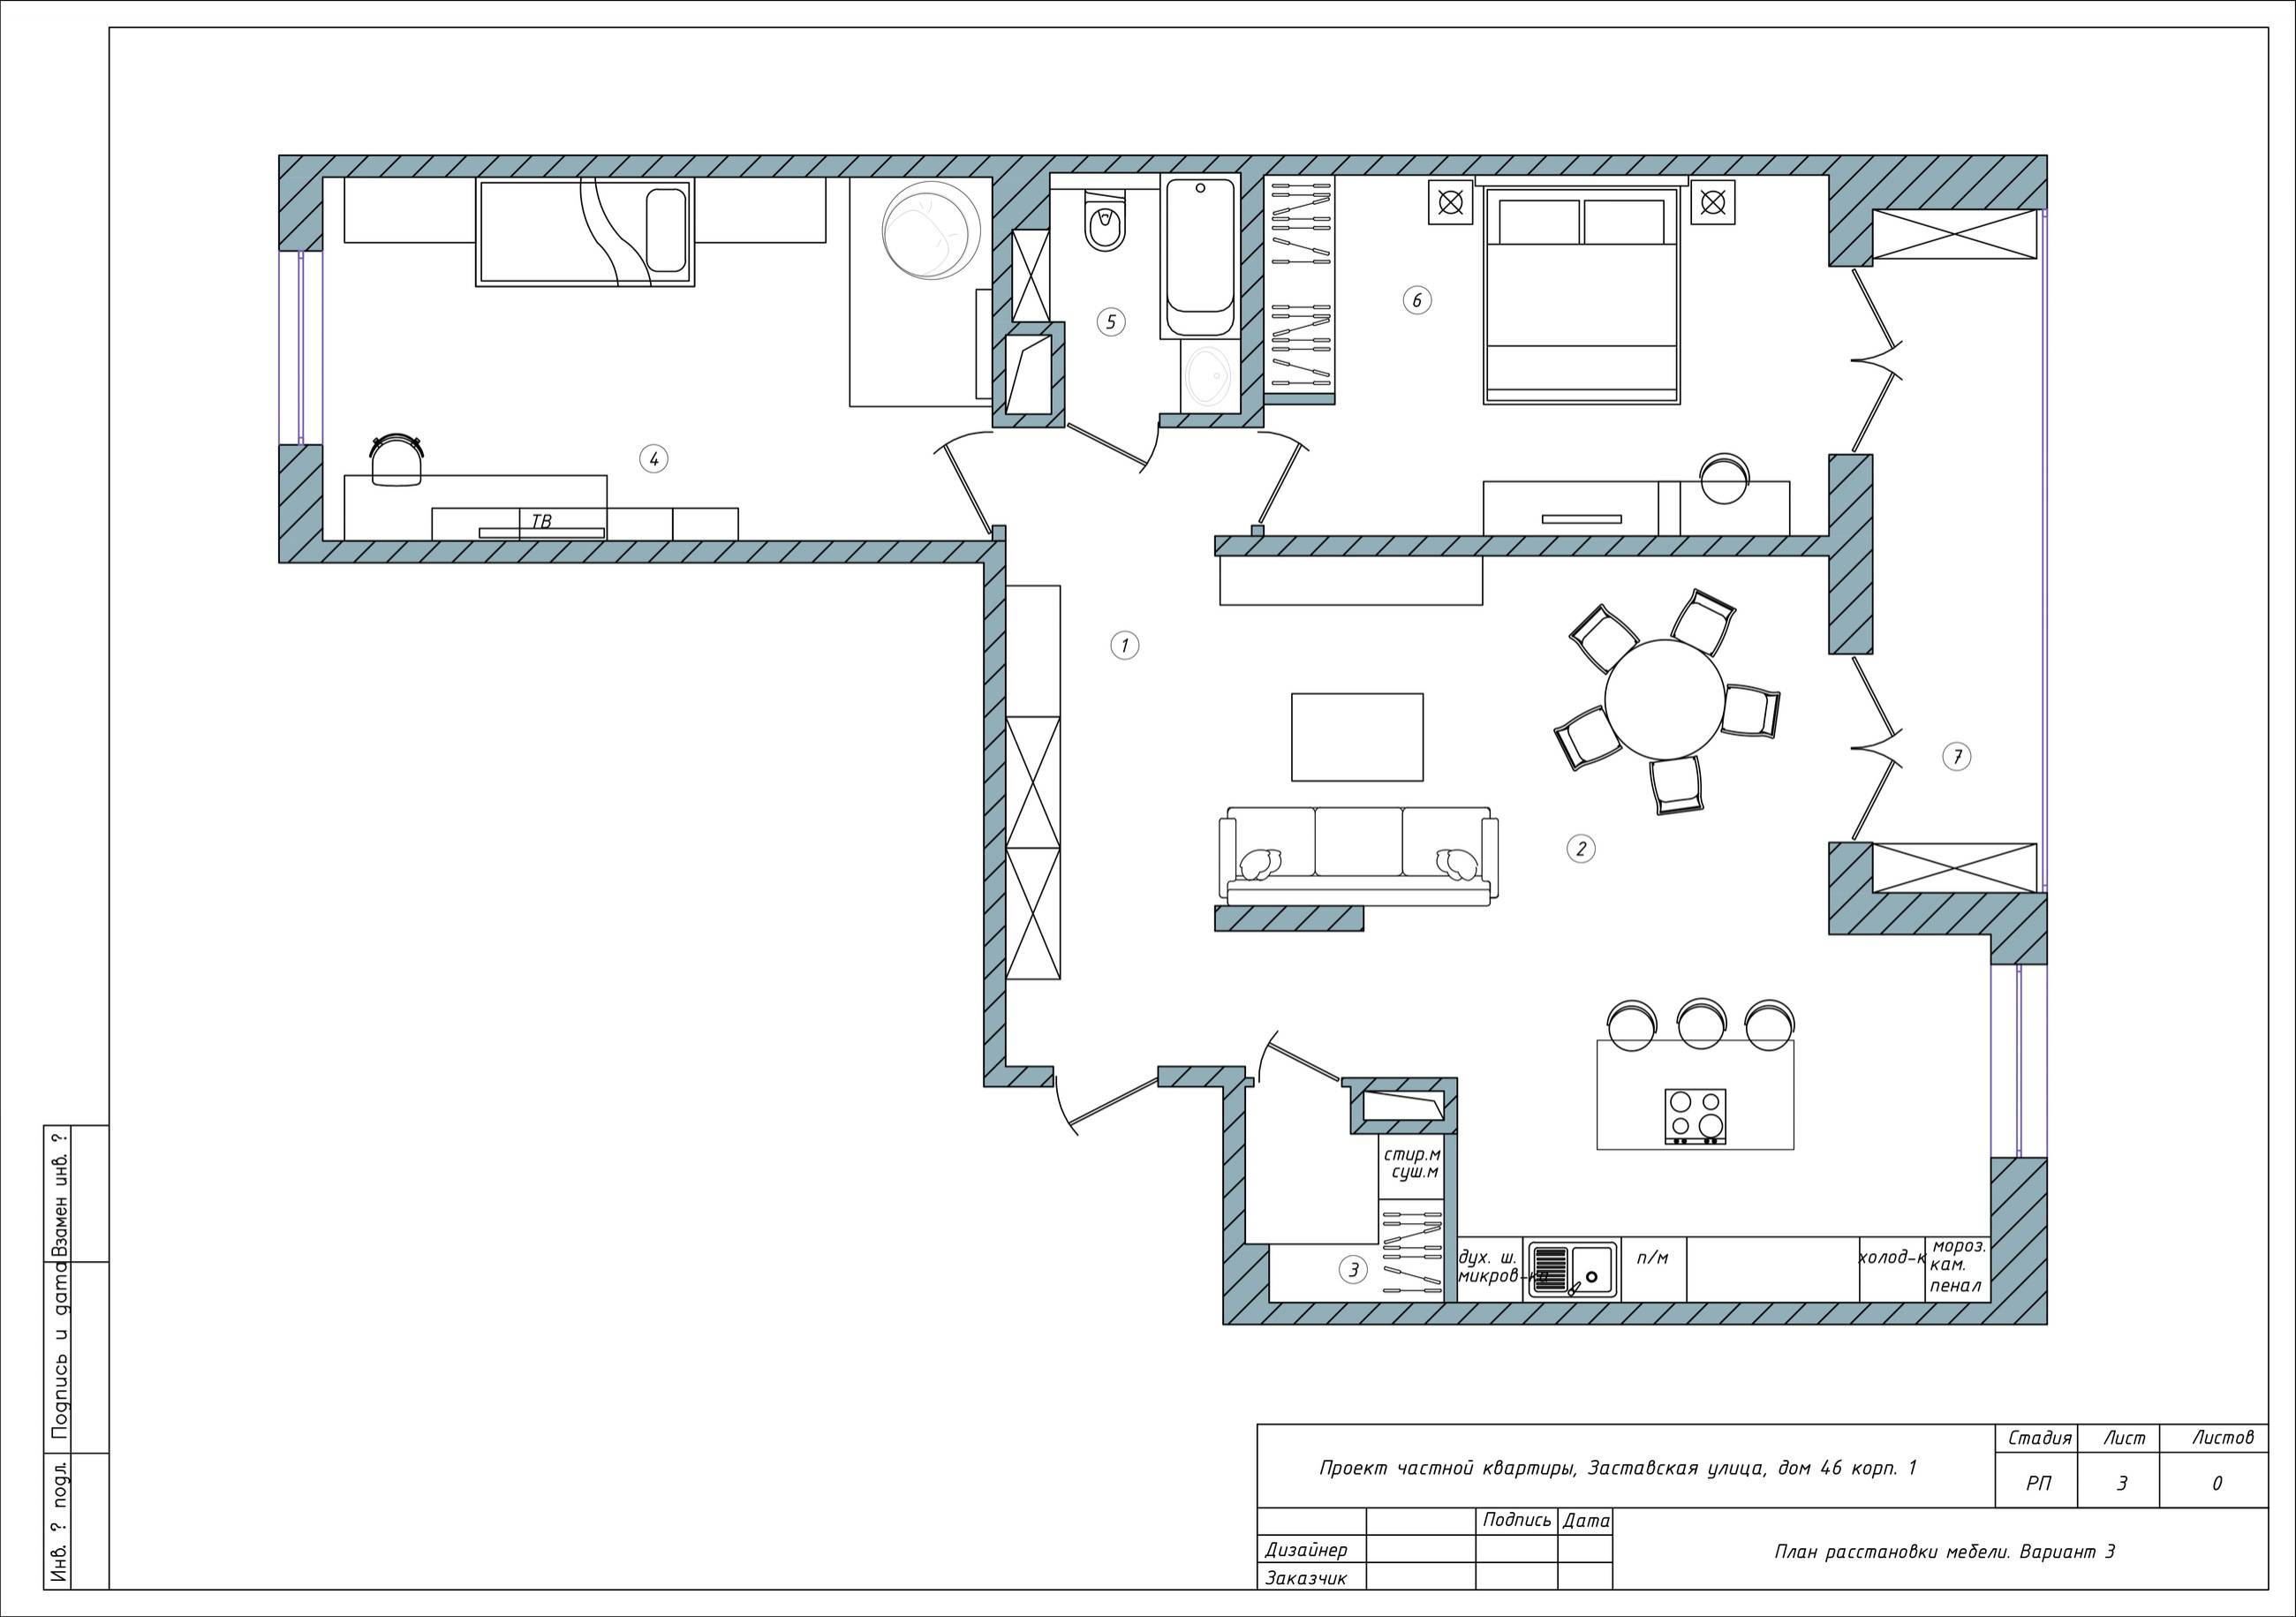 5
6
4
ТВ
1
7
2
стир.м
суш.м
3
дух. ш.
микров-ка
п/м
холод-к
мороз.
кам.
пенал
Взамен инв. ?
Подпись и дата
Инв. ? подл.
Проект частной квартиры, Заставская улица, дом 46 корп. 1
Стадия Лист Листов
РП 3 0
Подпись Дата
Дизайнер
Заказчик
План расстановки мебели. Вариант 3